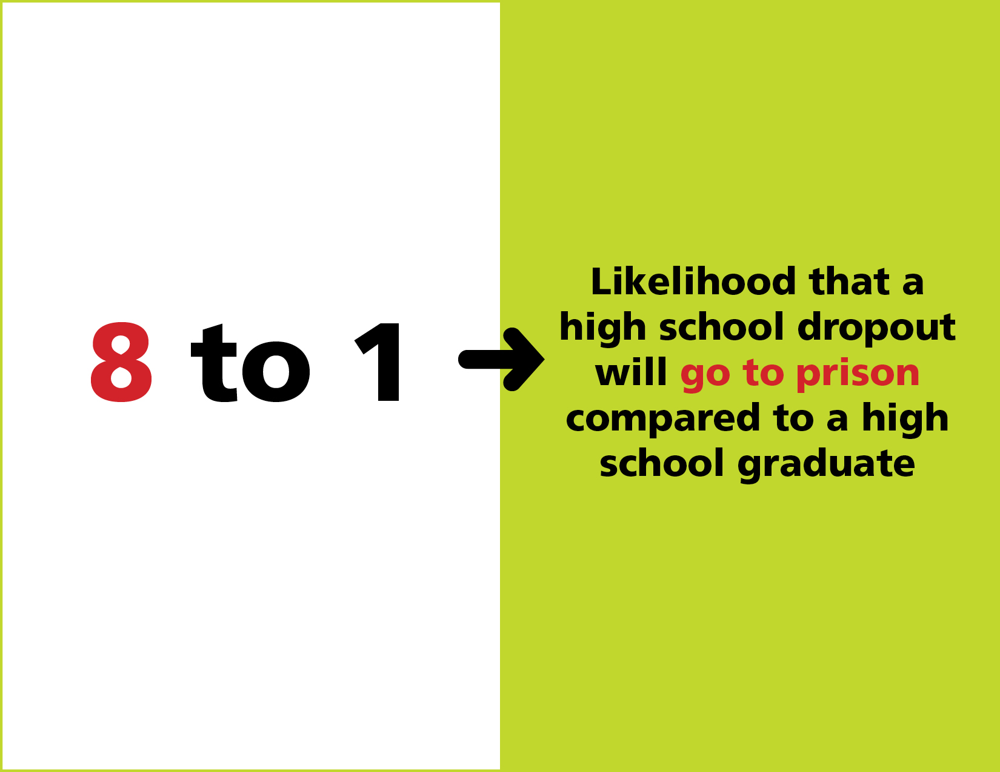 8 to 1
Likelihood that a
high school dropout
will go to prison
compared to a high
school graduate